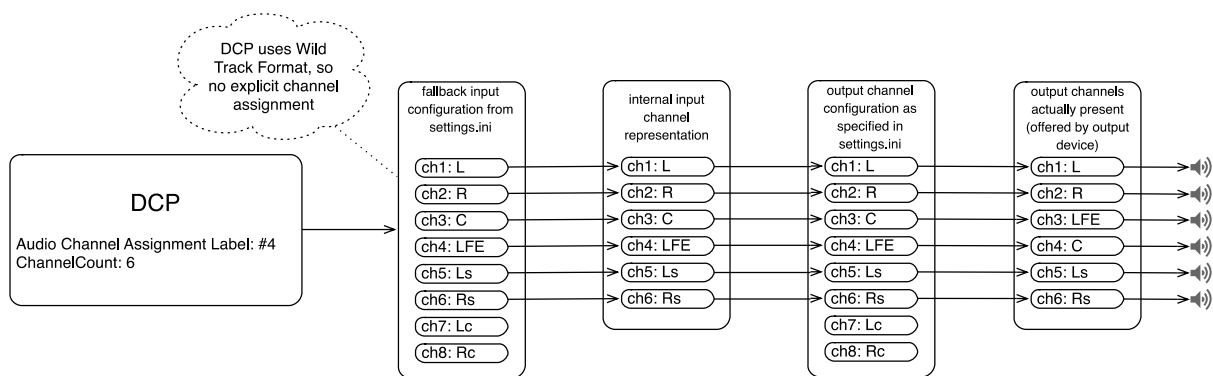 DCP uses Wild
Track Format, so
no explicit channel
assignment
DCP
Audio Channel Assignment Label: #4
ChannelCount: 6
fallback input
configuration from
settings.ini
ch1: L
ch2: R
ch3: C
ch4: LFE
ch5: Ls
ch6: Rs
ch7: Lc
ch8: Rc
internal input
channel
representation
ch1: L
ch2: R
ch3: C
ch4: LFE
ch5: Ls
ch6: Rs
output channel
configuration as
specified in
settings.ini
ch1: L
ch2: R
ch3: C
ch4: LFE
ch5: Ls
ch6: Rs
ch7: Lc
ch8: Rc
output channels
actually present
(offered by output
device)
ch1: L
ch2: R
ch3: LFE
ch4: C
ch5: Ls
ch6: Rs